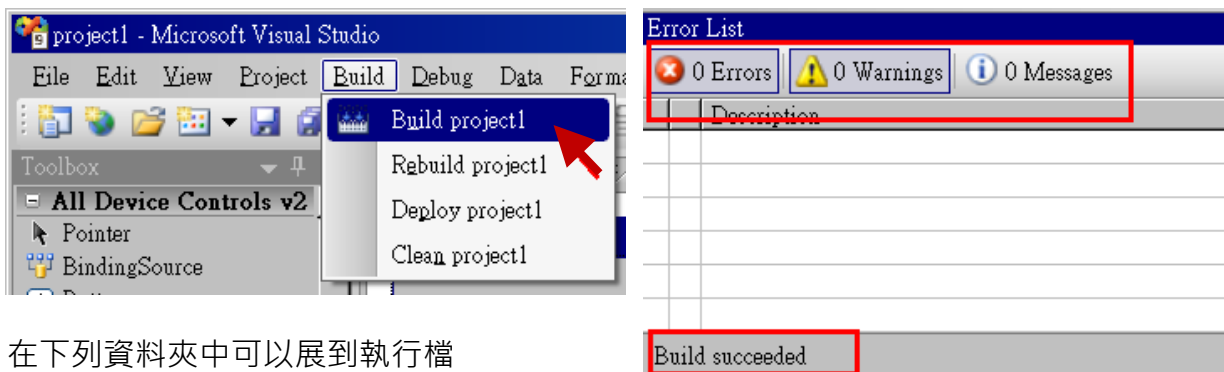 project1 - Microsoft Visual Studio
File Edit View Project Build Debug Data
Build project1
Rebuild project1
Deploy project1
Clean project1
Toolbox
All Device Controls v2
Pointer
BindingSource
在下列資料夾中可以展到執行檔
Error List
0 Errors 0 Warnings 0 Messages
Description
Build succeeded